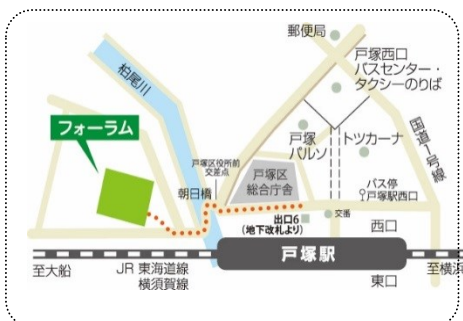 郵便局
戸塚西口
バスセンター・
タクシーのりば
柏尾川
国道1号線
フォーラム
戸塚
パルソ
トツカーナ
戸塚区役所前
交差点
戸塚区
総合庁舎
朝日橋
バス停
戸塚駅西口
出口6
(地下改札より)
交番
西口
戸塚駅
至大船
JR 東海道線
横須賀線
東口
至横浜